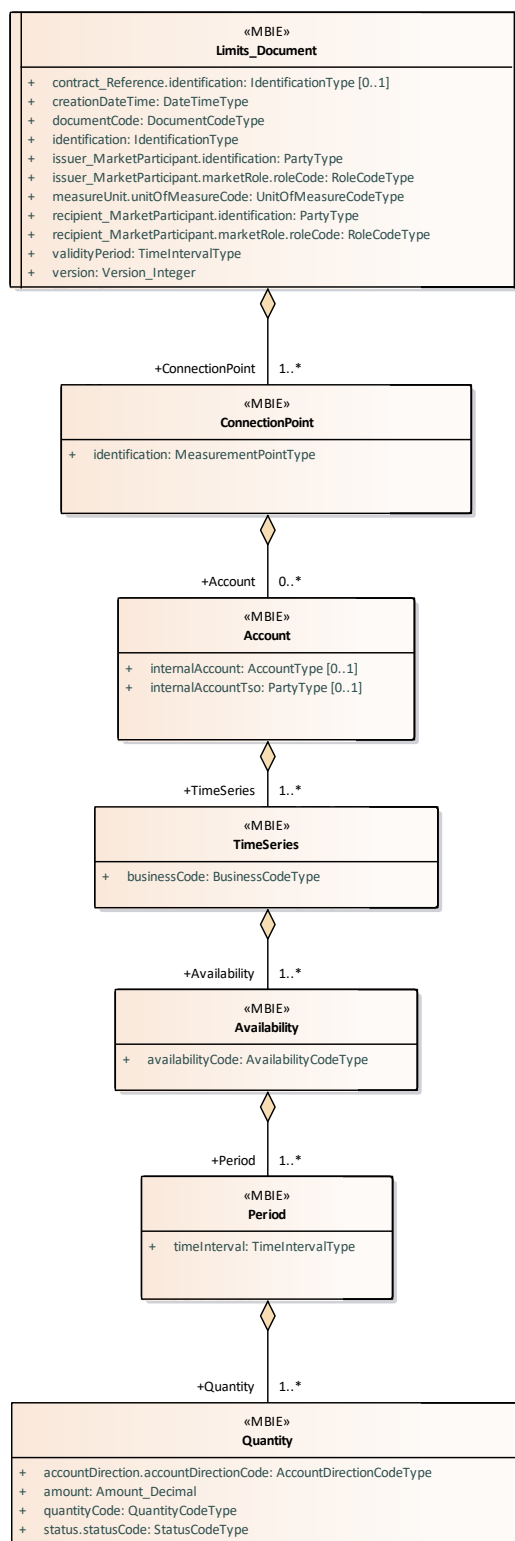 «MBIE»
Limits_Document
+ contract_Reference.identification: IdentificationType [0..1]
+ creationDateTime: DateTimeType
+ documentCode: DocumentCodeType
+ identification: IdentificationType
+ issuer_MarketParticipant.identification: PartyType
+ issuer_MarketParticipant.marketRole.roleCode: RoleCodeType
+ measureUnit.unitOfMeasureCode: UnitOfMeasureCodeType
+ recipient_MarketParticipant.identification: PartyType
+ recipient_MarketParticipant.marketRole.roleCode: RoleCodeType
+ validityPeriod: TimeIntervalType
+ version: Version_Integer
+ConnectionPoint 1..*
«MBIE»
ConnectionPoint
+ identification: MeasurementPointType
+Account 0..*
«MBIE»
Account
+ internalAccount: AccountType [0..1]
+ internalAccountTso: PartyType [0..1]
+TimeSeries 1..*
«MBIE»
TimeSeries
+ businessCode: BusinessCodeType
+Availability 1..*
«MBIE»
Availability
+ availabilityCode: AvailabilityCodeType
+Period 1..*
«MBIE»
Period
+ timeInterval: TimeIntervalType
+Quantity 1..*
«MBIE»
Quantity
+ accountDirection.accountDirectionCode: AccountDirectionCodeType
+ amount: Amount_Decimal
+ quantityCode: QuantityCodeType
+ status.statusCode: StatusCodeType